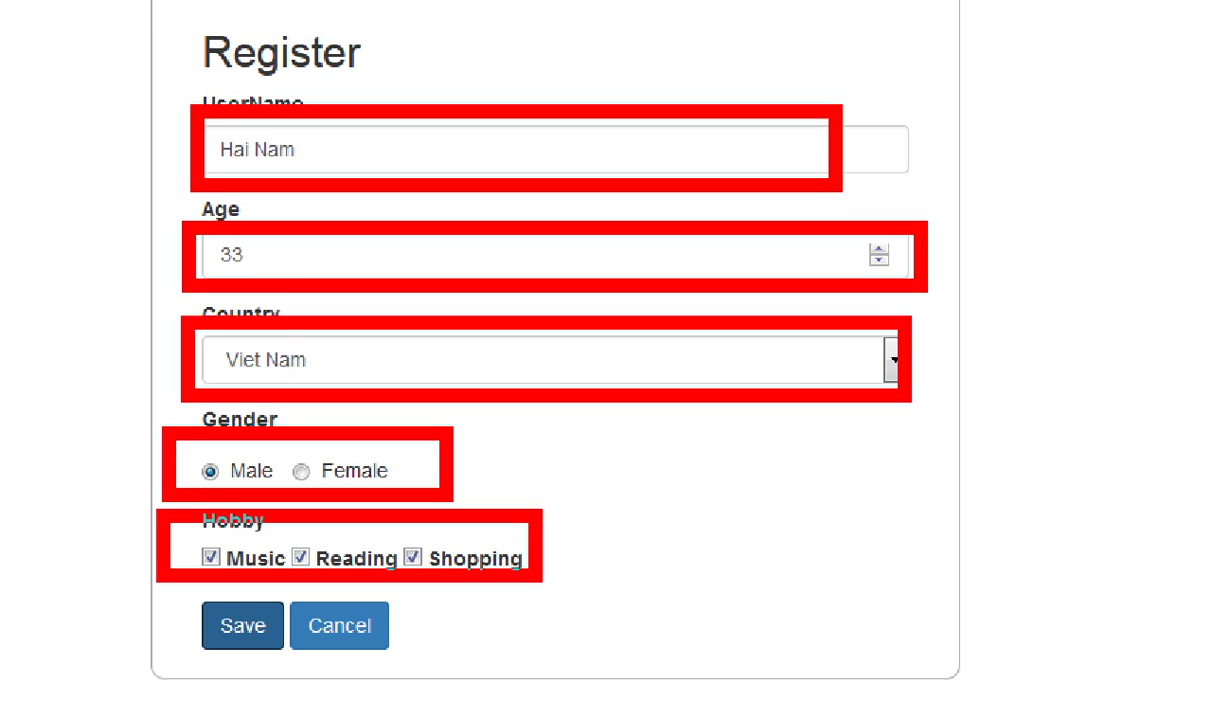 Register
UserName
Hai Nam
Age
33
Country
Viet Nam
Gender
Male Female
Hobby
Music Reading Shopping
Save Cancel